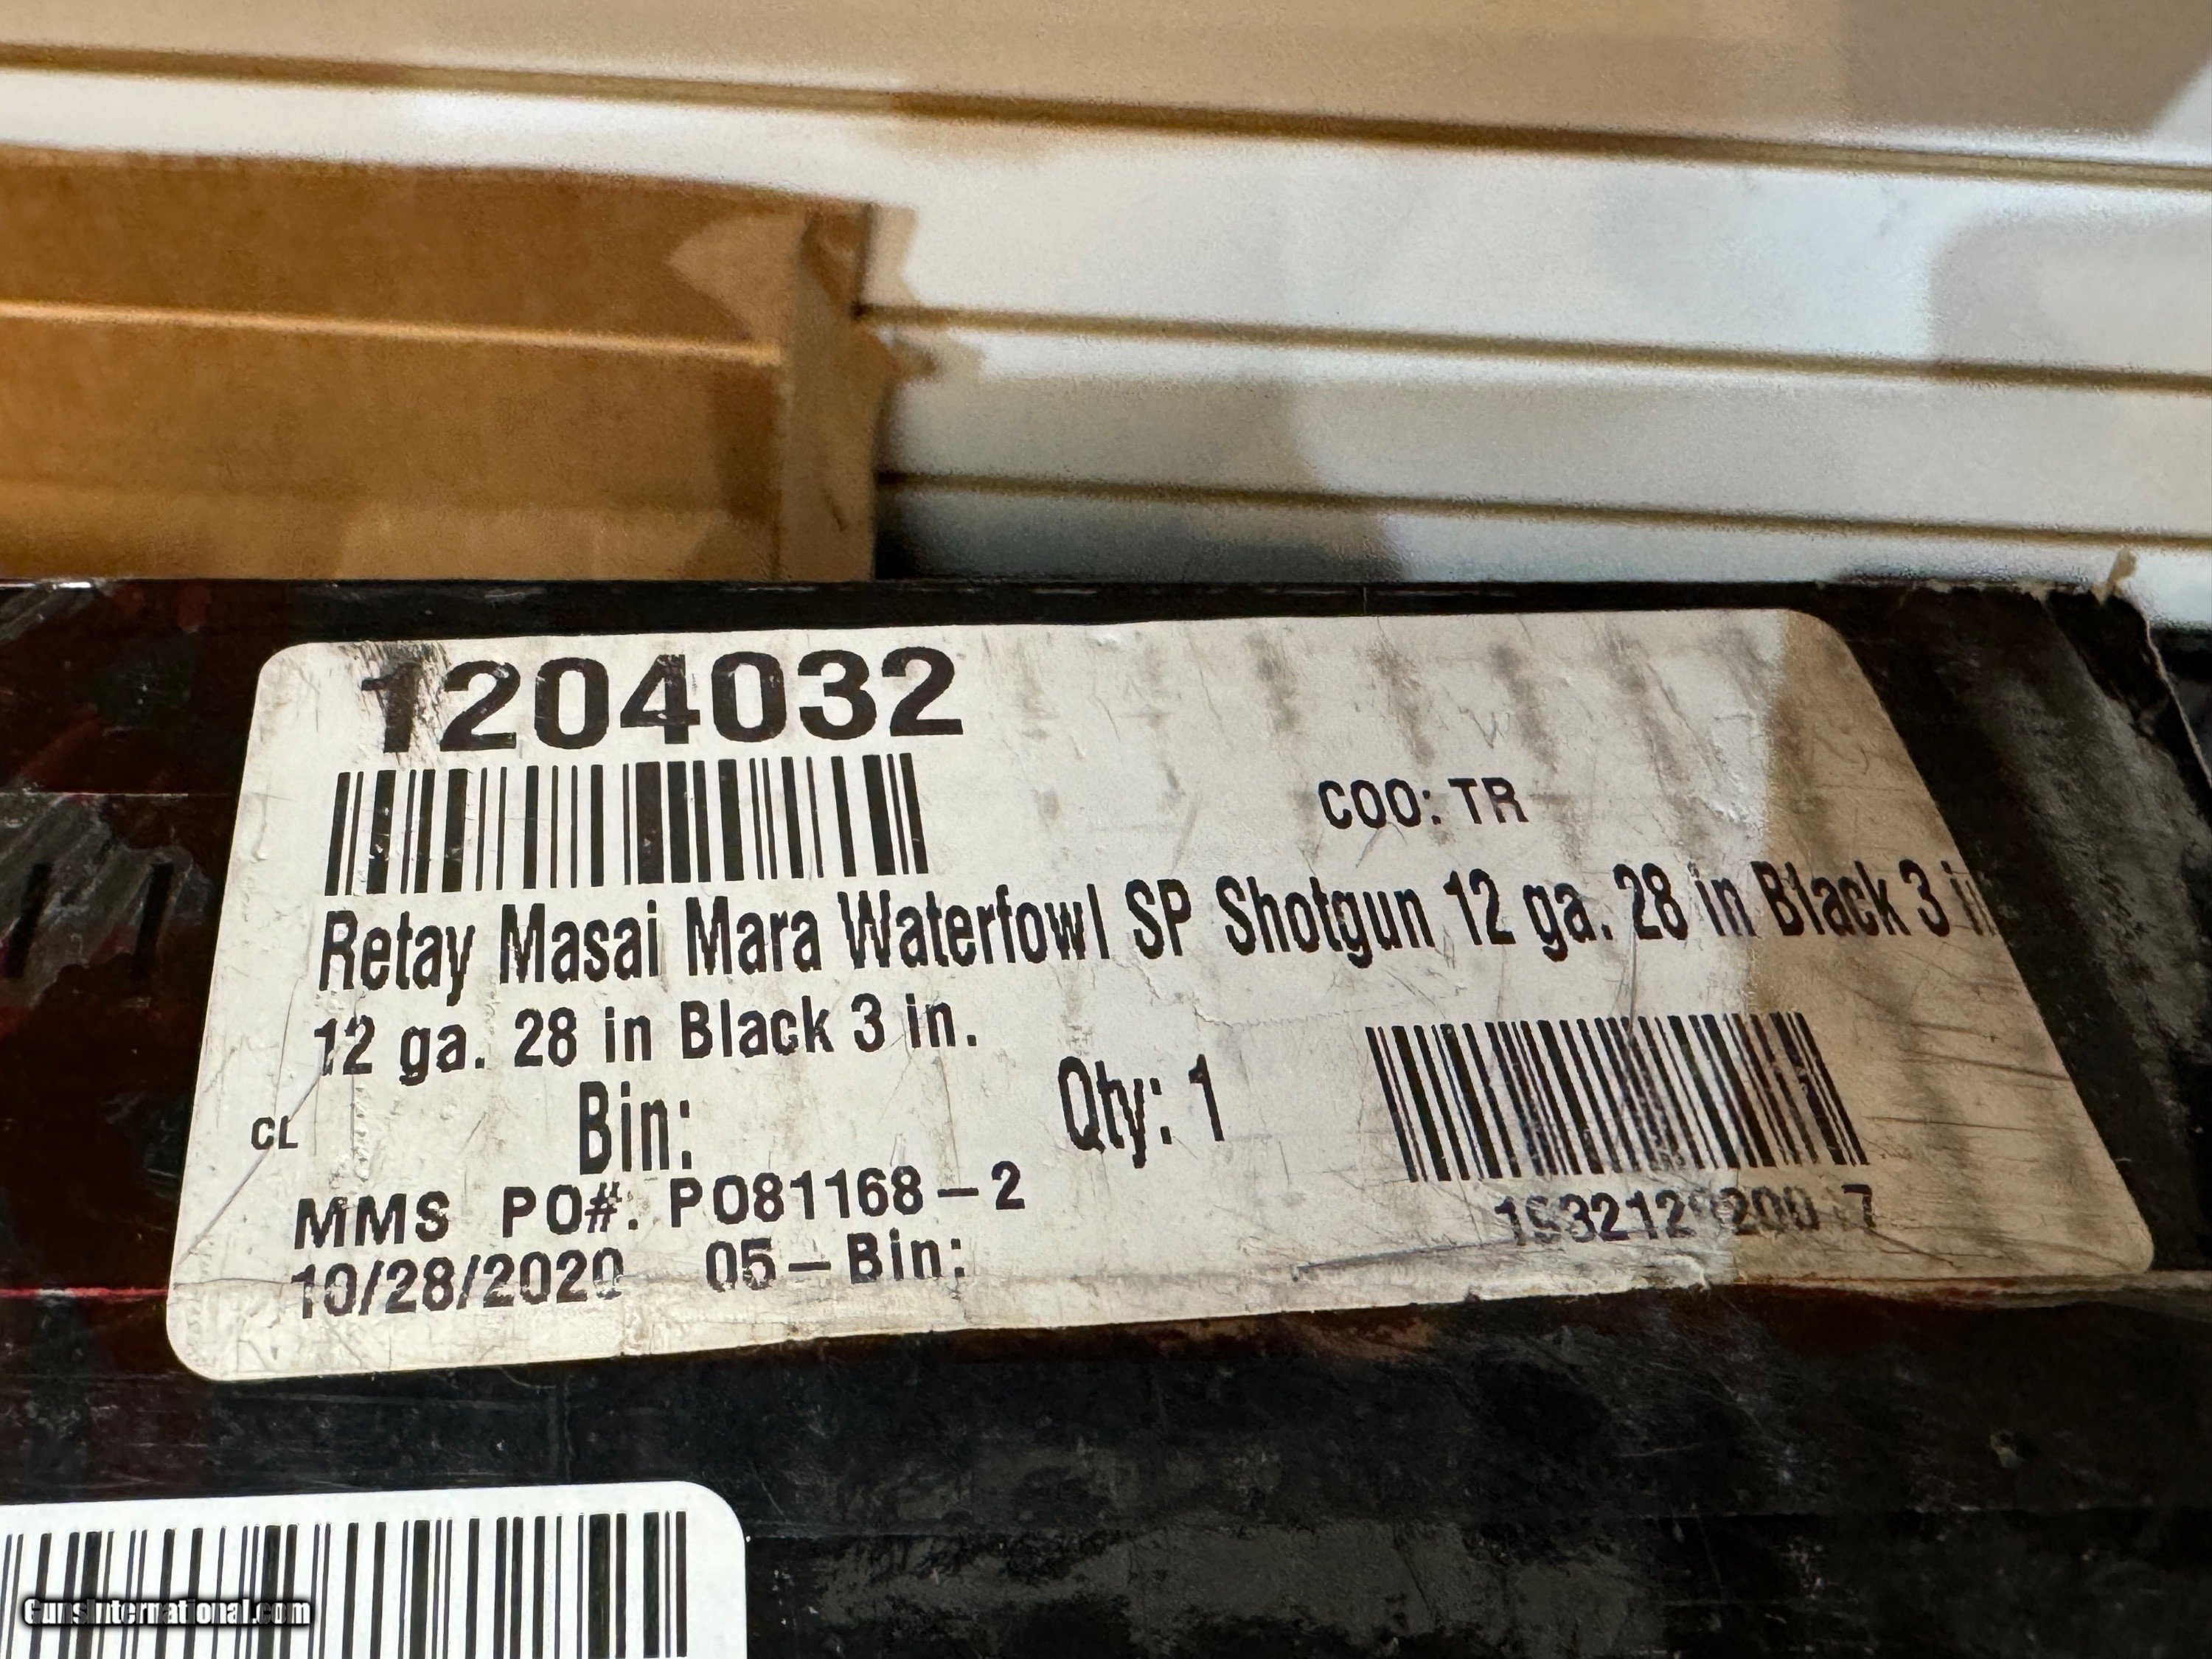 1204032
COO: TR
Retay Masai Mara Waterfowl SP Shotgun 12 ga. 28 in Black 3
12 ga. 28 in Black 3 in.
CL Bin: Qty: 1
MMS PO#: PO81168-2
10/28/2020 05-Bin:
GunsInternational.com